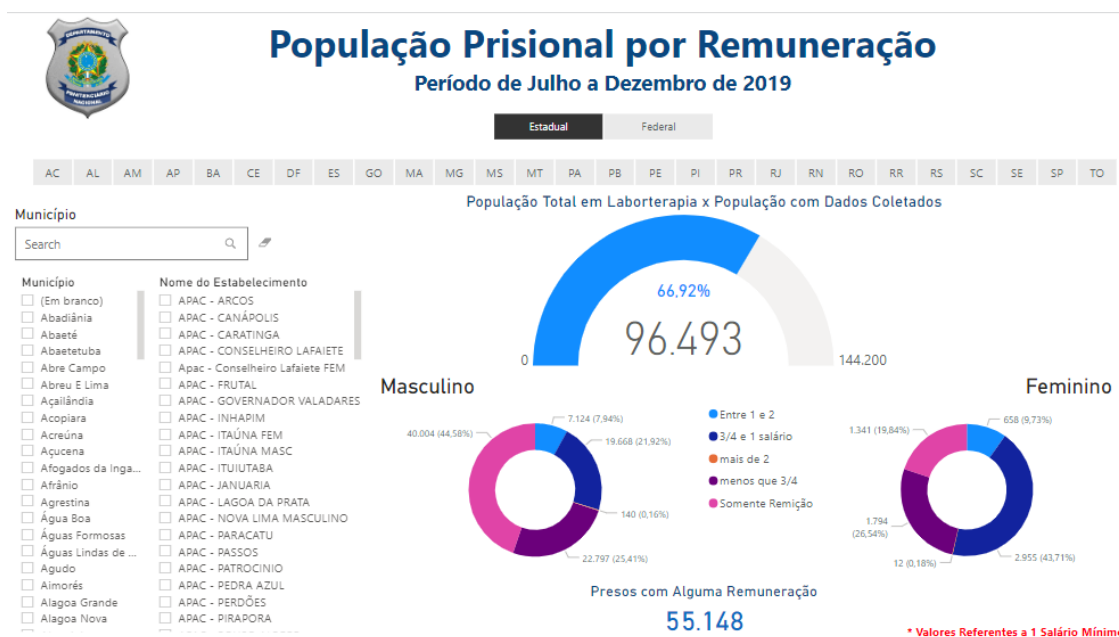 DEPARTAMENTO
PENITENCIÁRIO
NACIONAL
População Prisional por Remuneração
Período de Julho a Dezembro de 2019
Estadual Federal
AC AL AM AP BA CE DF ES GO MA MG MS MT PA PB PE PI PR RJ RN RO RR RS SC SE SP TO
População Total em Laborterapia x População com Dados Coletados
Município
Search
Município
(Em branco)
Abadiânia
Abaeté
Abaetetuba
Abre Campo
Abreu E Lima
Açailândia
Acopiara
Acreúna
Açucena
Afogados da Inga...
Afrânio
Agrestina
Água Boa
Águas Formosas
Águas Lindas de ...
Agudo
Aimorés
Alagoa Grande
Alagoa Nova
Nome do Estabelecimento
APAC - ARCOS
APAC - CANÁPOLIS
APAC - CARATINGA
APAC - CONSELHEIRO LAFAIETE
Apac - Conselheiro Lafaiete FEM
APAC - FRUTAL
APAC - GOVERNADOR VALADARES
APAC - INHAPIM
APAC - ITAÚNA FEM
APAC - ITAÚNA MASC
APAC - ITUIUTABA
APAC - JANUARIA
APAC - LAGOA DA PRATA
APAC - NOVA LIMA MASCULINO
APAC - PARACATU
APAC - PASSOS
APAC - PATROCINIO
APAC - PEDRA AZUL
APAC - PERDÕES
APAC - PIRAPORA
66,92%
96.493
0
144.200
Masculino
7.124 (7,94%)
40.004 (44,58%)
19.668 (21,92%)
140 (0,16%)
22.797 (25,41%)
Entre 1 e 2
3/4 e 1 salário
mais de 2
menos que 3/4
Somente Remição
Feminino
658 (9,73%)
1.341 (19,84%)
1.794
(26,54%)
12 (0,18%)
2.955 (43,71%)
Presos com Alguma Remuneração
55.148
* Valores Referentes a 1 Salário Mínimo